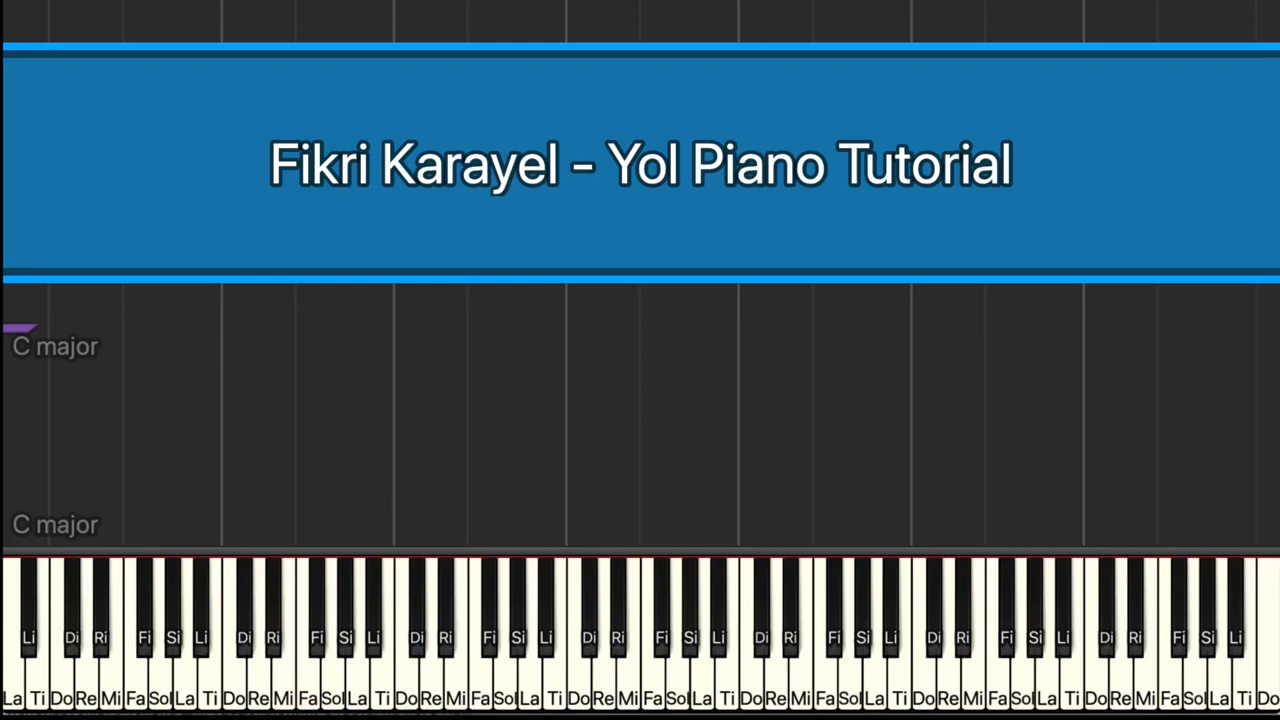 Fikri Karayel - Yol Piano Tutorial
C major
C major
Li Di Ri Fi Si Li Di Ri Fi Si Li Di Ri Fi Si Li Di Ri Fi Si Li Di Ri Fi Si Li Di Ri Fi Si Li Di Ri Fi Si Li
La Ti Do Re Mi Fa Sol La Ti Do Re Mi Fa Sol La Ti Do Re Mi Fa Sol La Ti Do Re Mi Fa Sol La Ti Do Re Mi Fa Sol La Ti Do Re Mi Fa Sol La Ti Do Re Mi Fa Sol La Ti Do